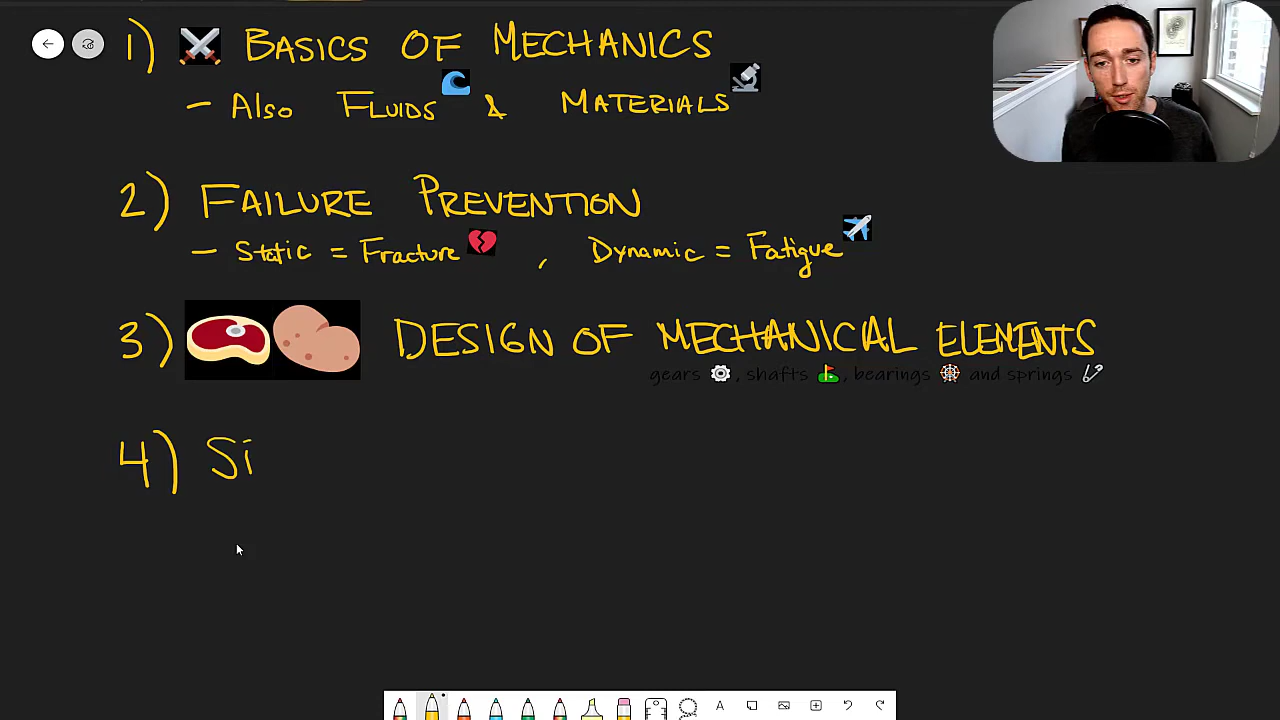 1) BASICS OF MECHANICS
- Also FLUIDS & MATERIALS
2) FAILURE PREVENTION
- Static = Fracture , Dynamic = Fatigue
3) DESIGN OF MECHANICAL ELEMENTS
gears , shafts , bearings and springs
4) Si
A